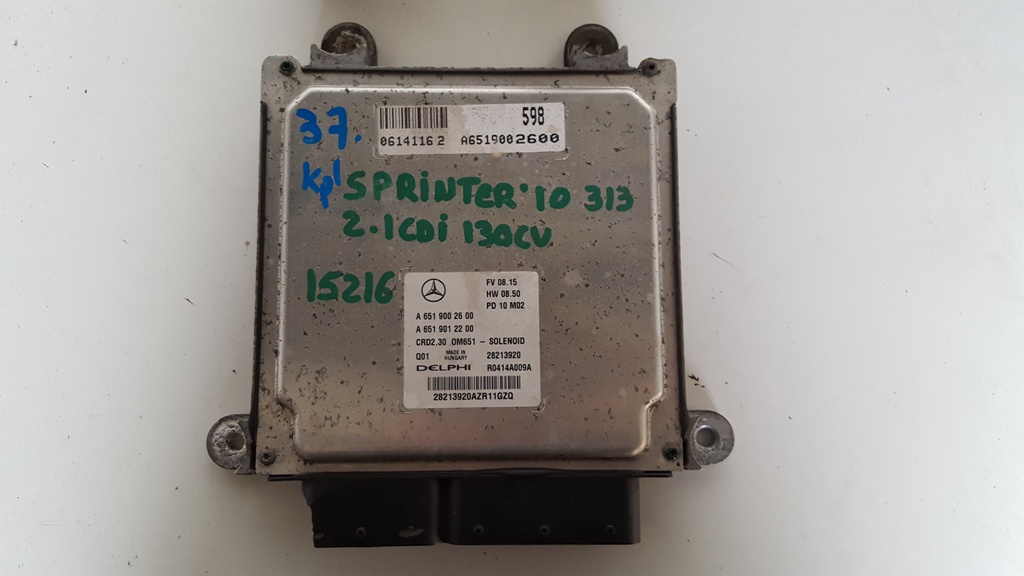 37.
598
06141162 A6519002600
Kpl
SPRiNTER'10 313
2.1CDi 130CV
15216
FV 08.15
HW 08.50
PD 10 M02
A 651 900 26 00
A 651 901 22 00
CRD2.30 OM651 – SOLENOID
Q01 MADE IN HUNGARY 28213920
DELPHI R0414A009A
28213920AZR11GZQ